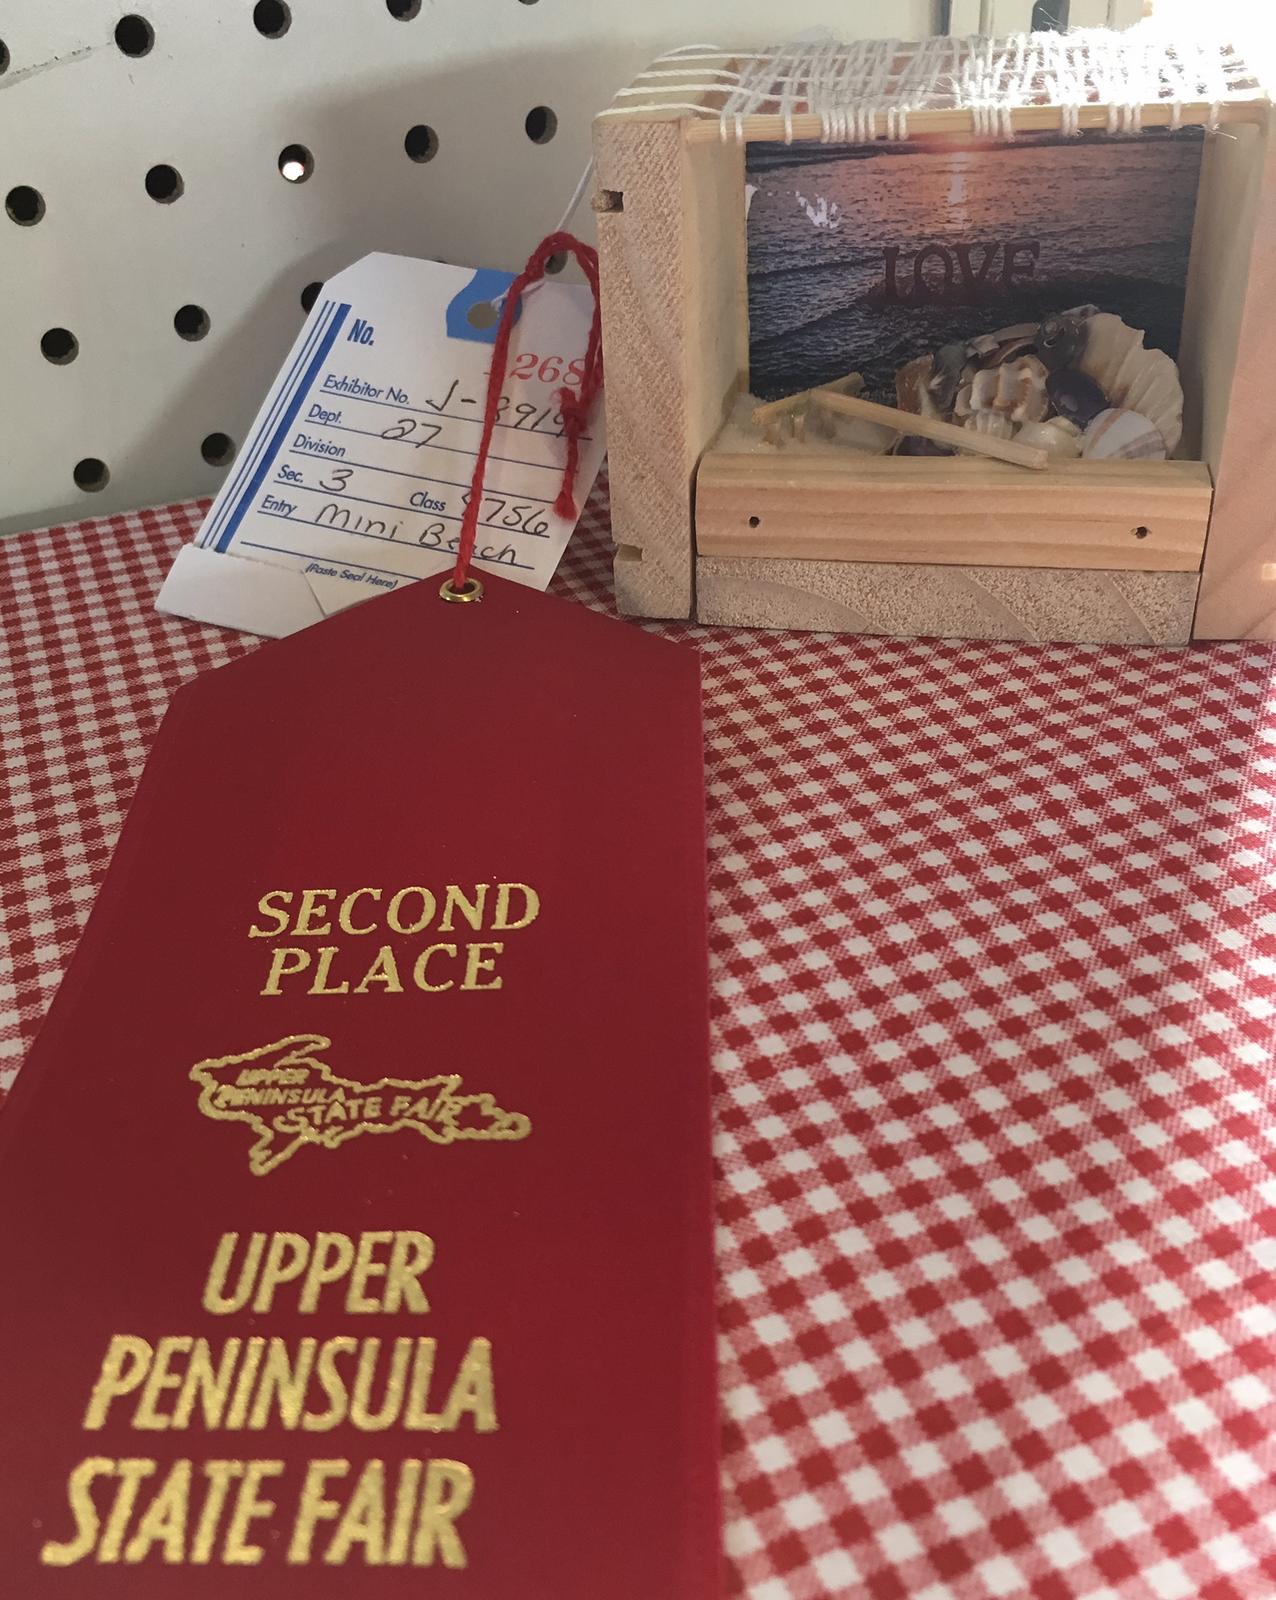 LOVE
No.
268
Exhibitor No. J-
Dept. 27
Division
Sec. 3 Class
Entry Mini Beach
(Paste Seal Here)
SECOND
PLACE
UPPER
PENINSULA
STATE FAIR
UPPER
PENINSULA
STATE FAIR